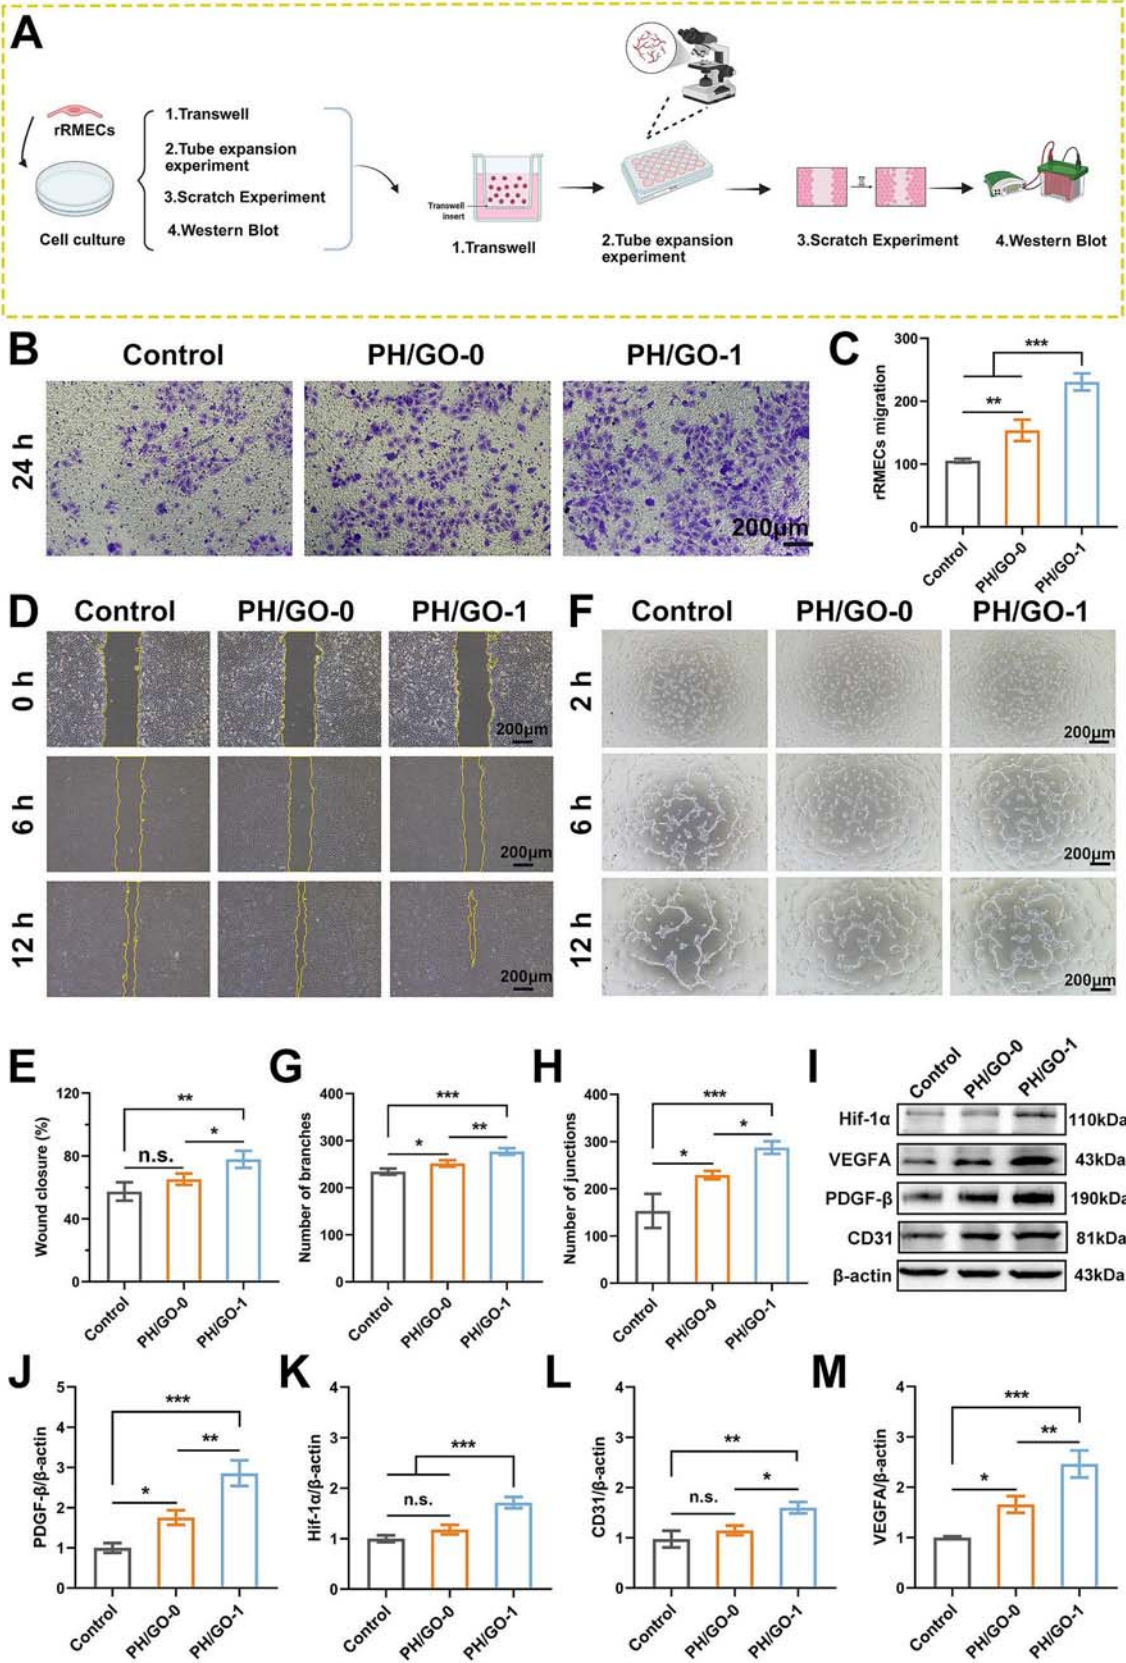 A
rRMECs
Cell culture
1.Transwell
2.Tube expansion
experiment
3.Scratch Experiment
4.Western Blot
Transwell
insert
1.Transwell
2.Tube expansion
experiment
3.Scratch Experiment
4.Western Blot
B
Control
PH/GO-0
PH/GO-1
24 h
200μm
C
rRMECs migration
300
200
100
0
**
***
Control
PH/GO-0
PH/GO-1
D
Control
PH/GO-0
PH/GO-1
0 h
200μm
6 h
200μm
12 h
200μm
F
Control
PH/GO-0
PH/GO-1
2 h
200μm
6 h
200μm
12 h
200μm
E
Wound closure (%)
120
80
40
0
**
*
n.s.
Control
PH/GO-0
PH/GO-1
G
Number of branches
400
300
200
100
0
***
**
*
Control
PH/GO-0
PH/GO-1
H
Number of junctions
400
300
200
100
0
***
*
*
Control
PH/GO-0
PH/GO-1
I
Control
PH/GO-0
PH/GO-1
Hif-1α 110kDa
VEGFA 43kDa
PDGF-β 190kDa
CD31 81kDa
β-actin 43kDa
J
PDGF-β/β-actin
5
4
3
2
1
0
***
**
*
Control
PH/GO-0
PH/GO-1
K
Hif-1α/β-actin
4
3
2
1
0
***
n.s.
Control
PH/GO-0
PH/GO-1
L
CD31/β-actin
4
3
2
1
0
**
*
n.s.
Control
PH/GO-0
PH/GO-1
M
VEGFA/β-actin
4
3
2
1
0
***
**
*
Control
PH/GO-0
PH/GO-1